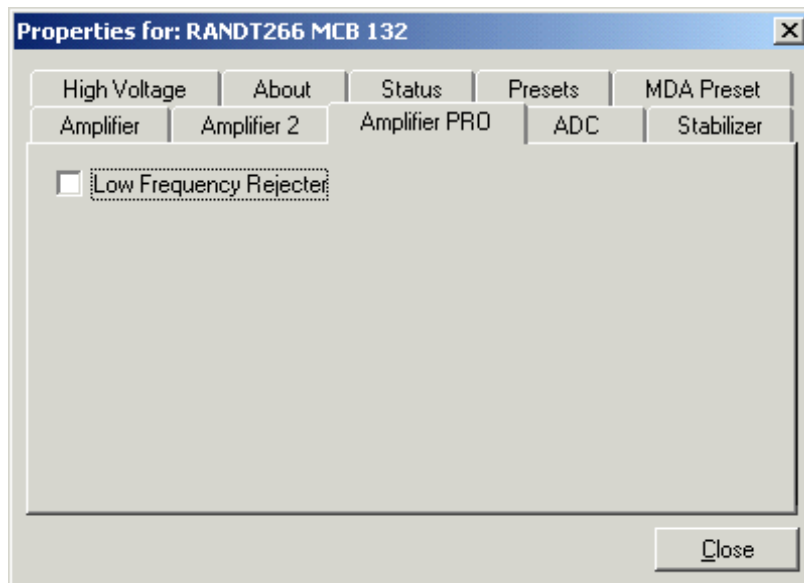 Properties for: RANDT266 MCB 132
High Voltage About Status Presets MDA Preset
Amplifier Amplifier 2 Amplifier PRO ADC Stabilizer
Low Frequency Rejecter
Close